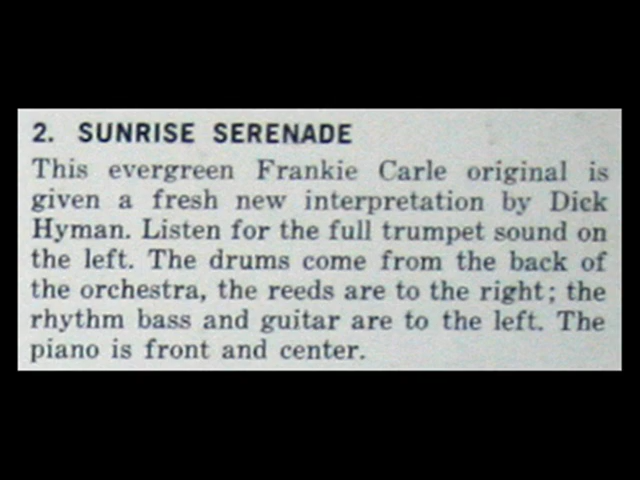 2. SUNRISE SERENADE
This evergreen Frankie Carle original is
given a fresh new interpretation by Dick
Hyman. Listen for the full trumpet sound on
the left. The drums come from the back of
the orchestra, the reeds are to the right; the
rhythm bass and guitar are to the left. The
piano is front and center.